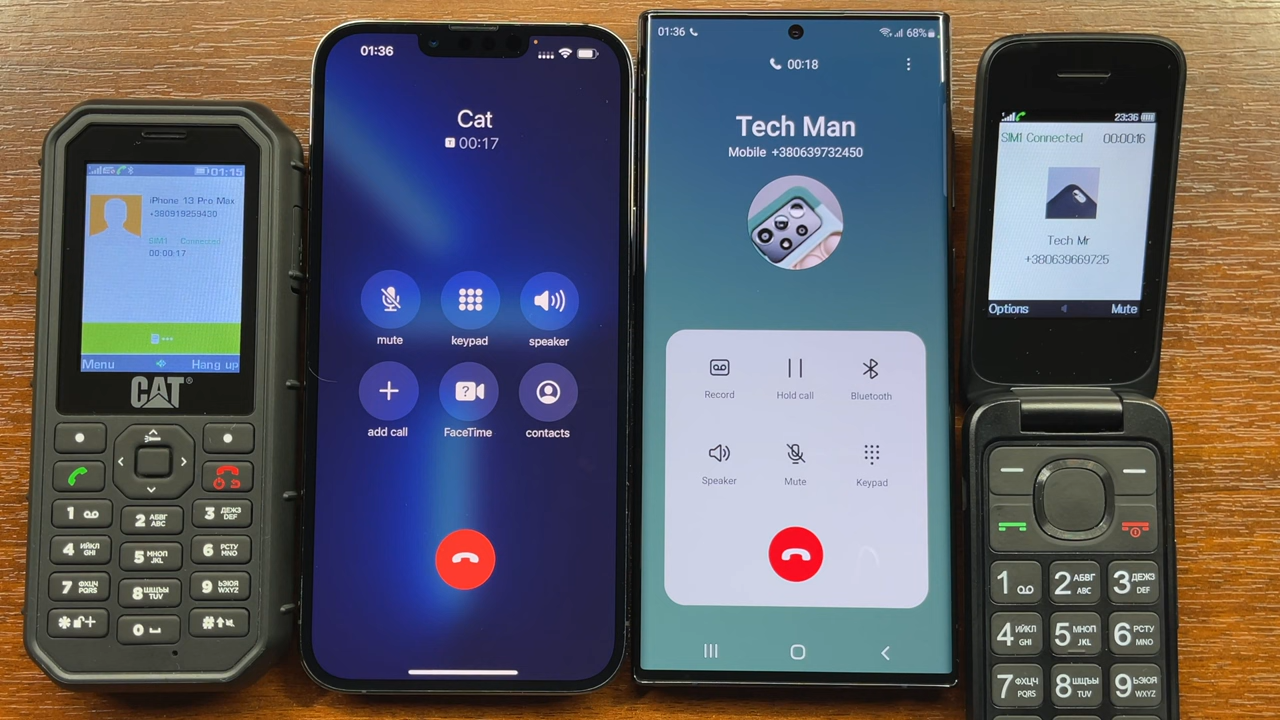 01:15
iPhone 13 Pro Max
+380919259430
SIM1 Connected
00:00:17
Menu
Hang up
CAT®
1
2 АБВГ ABC
3 ДЕЖЗ DEF
4 ИЙКЛ GHI
5 МНОП JKL
6 РСТУ MNO
7 ФХЦЧ PQRS
8 ШЩЪЫ TUV
9 ЬЭЮЯ WXYZ
* +
0
#
01:36
Cat
T 00:17
mute
keypad
speaker
add call
FaceTime
contacts
01:36
68%
00:18
Tech Man
Mobile +380639732450
Record
Hold call
Bluetooth
Speaker
Mute
Keypad
23:36
SIM1 Connected
00:00:16
Tech Mr
+380639669725
Options
Mute
1
2 АБВГ ABC
3 ДЕЖЗ DEF
4 ИЙКЛ GHI
5 МНОП JKL
6 РСТУ MNO
7 ФХЦЧ PQRS
8 ШЩЪЫ TUV
9 ЬЭЮЯ WXYZ